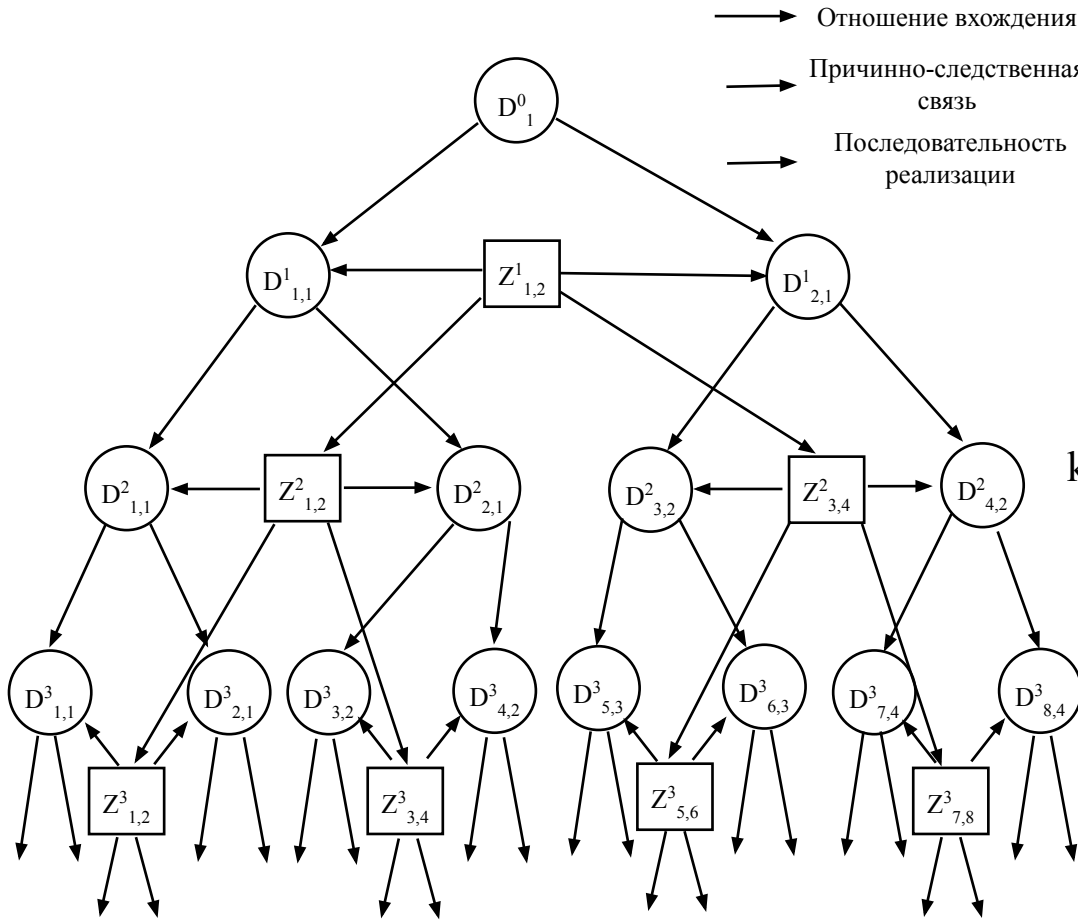 Отношение вхождения
Причинно-следственная
связь
Последовательность
реализации
D⁰₁
D¹₁,₁
Z¹₁,₂
D¹₂,₁
D²₁,₁
Z²₁,₂
D²₂,₁
D²₃,₂
Z²₃,₄
D²₄,₂
k
D³₁,₁
D³₂,₁
D³₃,₂
D³₄,₂
D³₅,₃
D³₆,₃
D³₇,₄
D³₈,₄
Z³₁,₂
Z³₃,₄
Z³₅,₆
Z³₇,₈